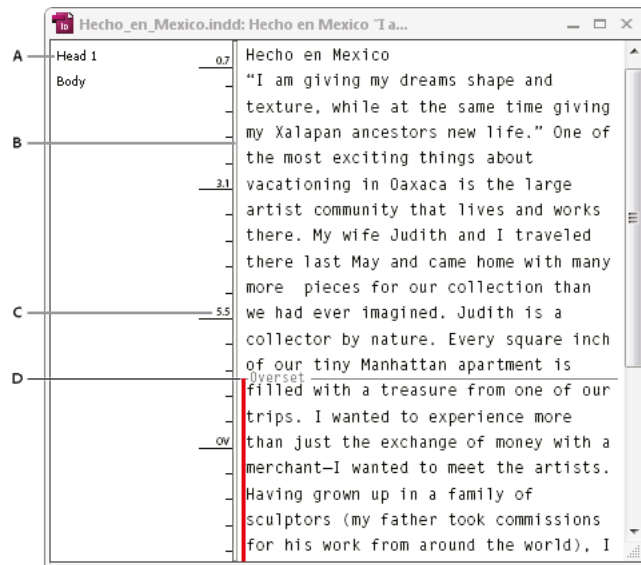 Hecho_en_Mexico.indd: Hecho en Mexico “I a...
A
Head 1
Body
B
C
D
0.7
3.1
5.5
OV
Hecho en Mexico
“I am giving my dreams shape and
texture, while at the same time giving
my Xalapan ancestors new life.” One of
the most exciting things about
vacationing in Oaxaca is the large
artist community that lives and works
there. My wife Judith and I traveled
there last May and came home with many
more  pieces for our collection than
we had ever imagined. Judith is a
collector by nature. Every square inch
of our tiny Manhattan apartment is
Overset
filled with a treasure from one of our
trips. I wanted to experience more
than just the exchange of money with a
merchant—I wanted to meet the artists.
Having grown up in a family of
sculptors (my father took commissions
for his work from around the world), I